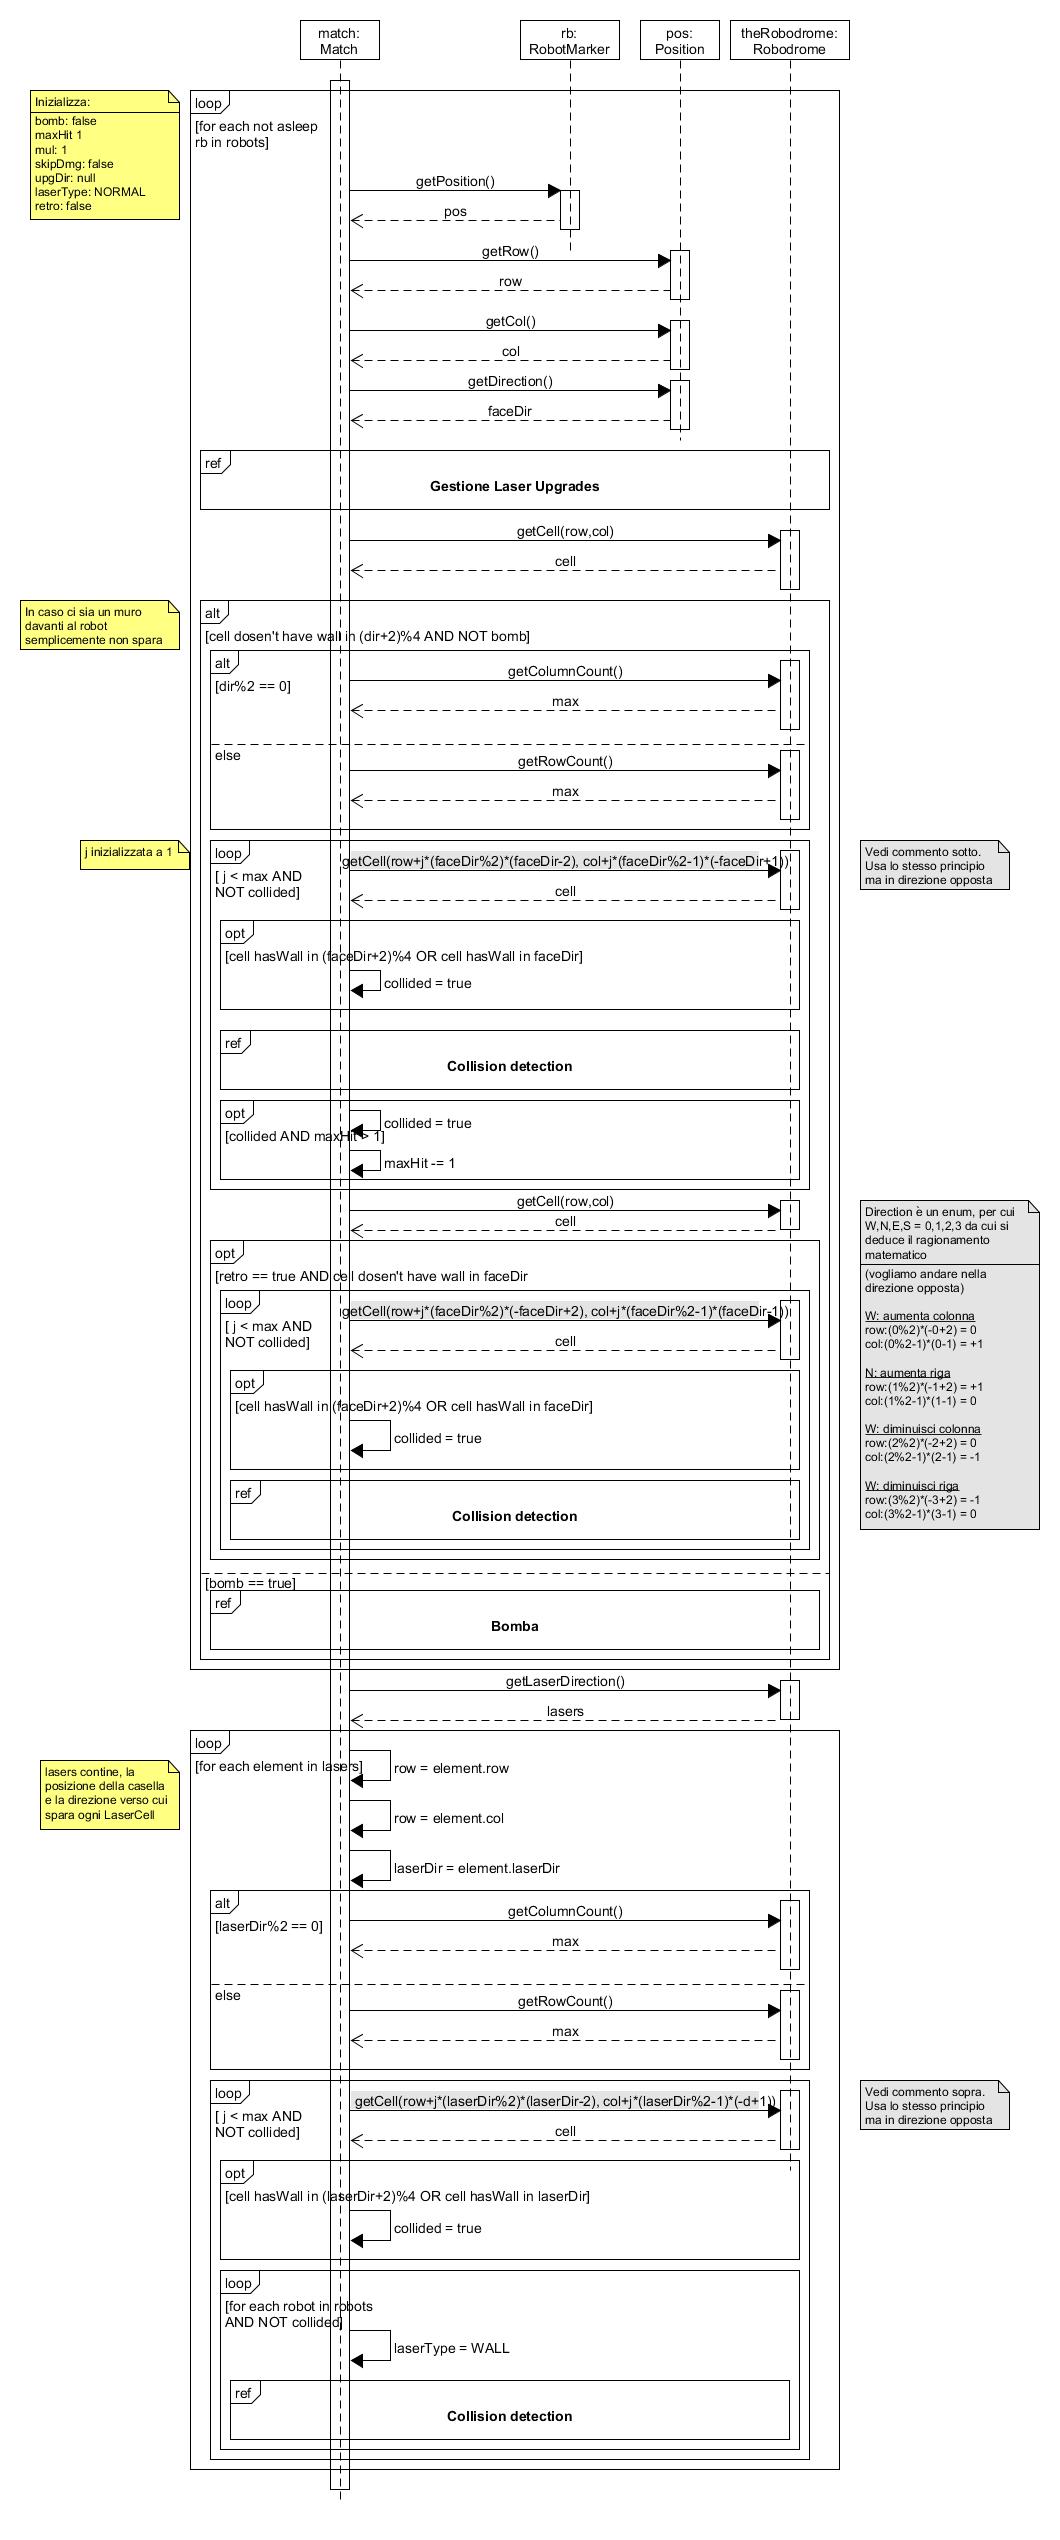 match:
Match
rb:
RobotMarker
pos:
Position
theRobodrome:
Robodrome
Inizializza:
bomb: false
maxHit 1
mul: 1
skipDmg: false
upgDir: null
laserType: NORMAL
retro: false
loop
[for each not asleep
rb in robots]
getPosition()
pos
getRow()
row
getCol()
col
getDirection()
faceDir
ref
Gestione Laser Upgrades
getCell(row,col)
cell
In caso ci sia un muro
davanti al robot
semplicemente non spara
alt
[cell dosen't have wall in (dir+2)%4 AND NOT bomb]
alt
[dir%2 == 0]
getColumnCount()
max
else
getRowCount()
max
j inizializzata a 1
loop
[ j < max AND
NOT collided]
getCell(row+j*(faceDir%2)*(faceDir-2), col+j*(faceDir%2-1)*(-faceDir+1))
cell
Vedi commento sotto.
Usa lo stesso principio
ma in direzione opposta
opt
[cell hasWall in (faceDir+2)%4 OR cell hasWall in faceDir]
collided = true
ref
Collision detection
opt
[collided AND maxHit > 1]
collided = true
maxHit -= 1
getCell(row,col)
cell
Direction è un enum, per cui
W,N,E,S = 0,1,2,3 da cui si
deduce il ragionamento
matematico
(vogliamo andare nella
direzione opposta)
W: aumenta colonna
row:(0%2)*(-0+2) = 0
col:(0%2-1)*(0-1) = +1
N: aumenta riga
row:(1%2)*(-1+2) = +1
col:(1%2-1)*(1-1) = 0
W: diminuisci colonna
row:(2%2)*(-2+2) = 0
col:(2%2-1)*(2-1) = -1
W: diminuisci riga
row:(3%2)*(-3+2) = -1
col:(3%2-1)*(3-1) = 0
opt
[retro == true AND cell dosen't have wall in faceDir
loop
[ j < max AND
NOT collided]
getCell(row+j*(faceDir%2)*(-faceDir+2), col+j*(faceDir%2-1)*(faceDir-1))
cell
opt
[cell hasWall in (faceDir+2)%4 OR cell hasWall in faceDir]
collided = true
ref
Collision detection
[bomb == true]
ref
Bomba
getLaserDirection()
lasers
loop
[for each element in lasers]
lasers contine, la
posizione della casella
e la direzione verso cui
spara ogni LaserCell
row = element.row
row = element.col
laserDir = element.laserDir
alt
[laserDir%2 == 0]
getColumnCount()
max
else
getRowCount()
max
loop
[ j < max AND
NOT collided]
getCell(row+j*(laserDir%2)*(laserDir-2), col+j*(laserDir%2-1)*(-d+1))
cell
Vedi commento sopra.
Usa lo stesso principio
ma in direzione opposta
opt
[cell hasWall in (laserDir+2)%4 OR cell hasWall in laserDir]
collided = true
loop
[for each robot in robots
AND NOT collided]
laserType = WALL
ref
Collision detection